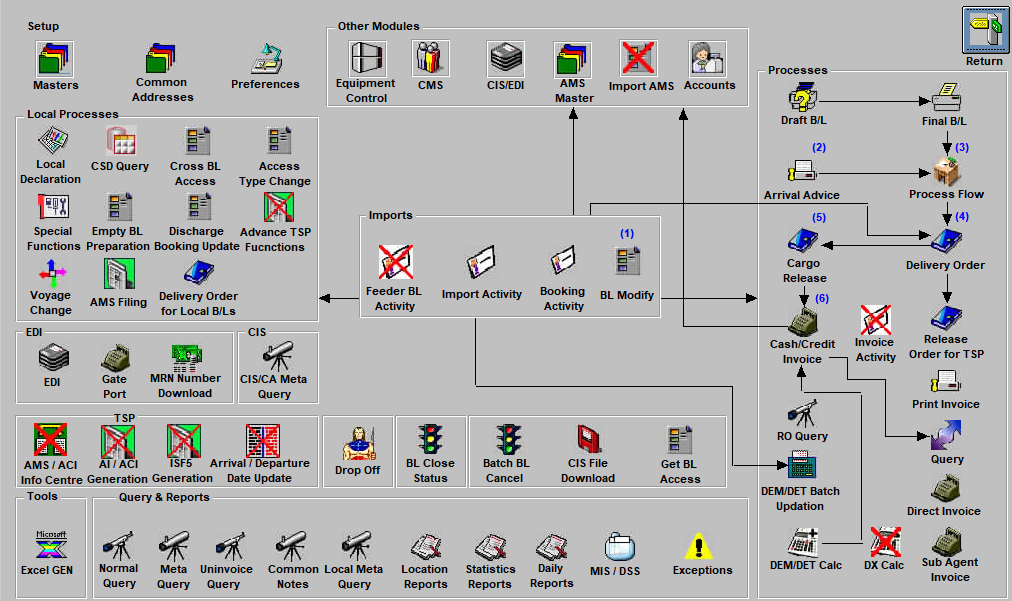 Setup
Masters
Common
Addresses
Preferences
Other Modules
Equipment
Control
CMS
CIS/EDI
AMS
Master
Import AMS
Accounts
Return
Local Processes
Local
Declaration
CSD Query
Cross BL
Access
Access
Type Change
Special
Functions
Empty BL
Preparation
Discharge
Booking Update
Advance TSP
Fucnctions
Voyage
Change
AMS Filing
Delivery Order
for Local B/Ls
Imports
(1)
Feeder BL
Activity
Import Activity
Booking
Activity
BL Modify
Processes
Draft B/L
Final B/L
(2)
(3)
Arrival Advice
Process Flow
(5)
(4)
Cargo
Release
Delivery Order
(6)
Cash/Credit
Invoice
Invoice
Activity
Release
Order for TSP
Print Invoice
RO Query
Query
DEM/DET Batch
Updation
Direct Invoice
DEM/DET Calc
DX Calc
Sub Agent
Invoice
EDI
EDI
Gate
Port
MRN Number
Download
CIS
CIS/CA Meta
Query
TSP
AMS / ACI
Info Centre
AI / ACI
Generation
ISF5
Generation
Arrival / Departure
Date Update
Drop Off
BL Close
Status
Batch BL
Cancel
CIS File
Download
Get BL
Access
Tools
Microsoft
Excel GEN
Query & Reports
Normal
Query
Meta
Query
Uninvoice
Query
Common
Notes
Local Meta
Query
Location
Reports
Statistics
Reports
Daily
Reports
MIS / DSS
Exceptions